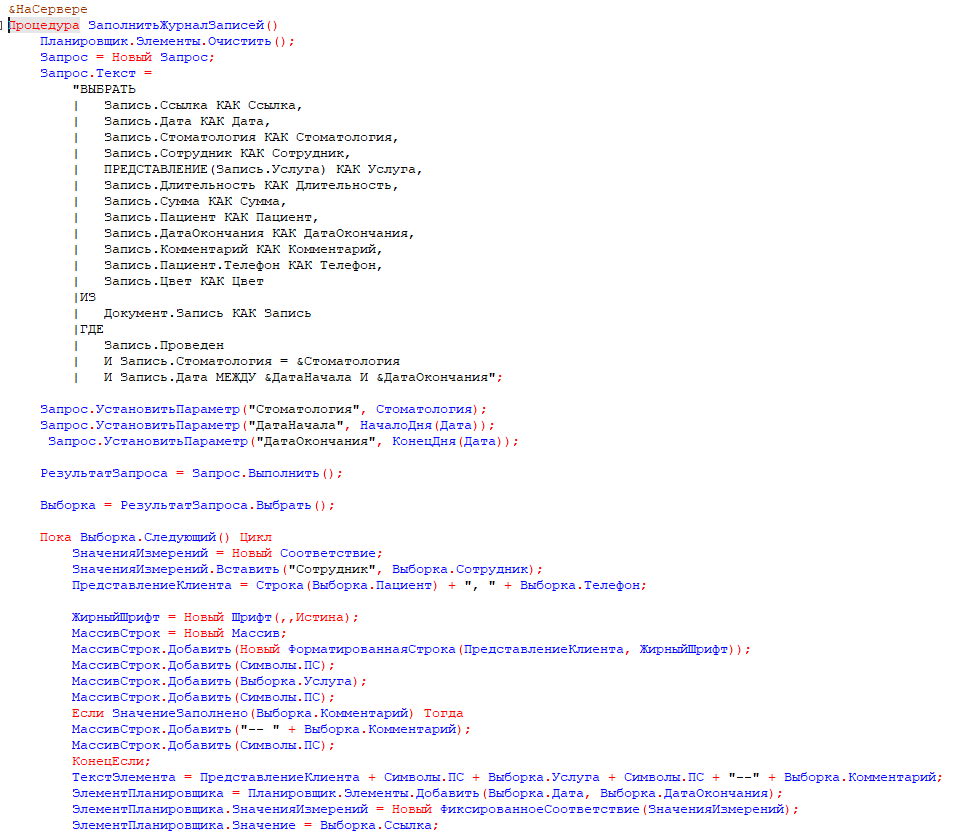 &НаСервере
Процедура ЗаполнитьЖурналЗаписей()
Планировщик.Элементы.Очистить();
Запрос = Новый Запрос;
Запрос.Текст =
"ВЫБРАТЬ
| Запись.Ссылка КАК Ссылка,
| Запись.Дата КАК Дата,
| Запись.Стоматология КАК Стоматология,
| Запись.Сотрудник КАК Сотрудник,
| ПРЕДСТАВЛЕНИЕ(Запись.Услуга) КАК Услуга,
| Запись.Длительность КАК Длительность,
| Запись.Сумма КАК Сумма,
| Запись.Пациент КАК Пациент,
| Запись.ДатаОкончания КАК ДатаОкончания,
| Запись.Комментарий КАК Комментарий,
| Запись.Пациент.Телефон КАК Телефон,
| Запись.Цвет КАК Цвет
|ИЗ
| Документ.Запись КАК Запись
|ГДЕ
| Запись.Проведен
| И Запись.Стоматология = &Стоматология
| И Запись.Дата МЕЖДУ &ДатаНачала И &ДатаОкончания";
Запрос.УстановитьПараметр("Стоматология", Стоматология);
Запрос.УстановитьПараметр("ДатаНачала", НачалоДня(Дата));
Запрос.УстановитьПараметр("ДатаОкончания", КонецДня(Дата));
РезультатЗапроса = Запрос.Выполнить();
Выборка = РезультатЗапроса.Выбрать();
Пока Выборка.Следующий() Цикл
ЗначенияИзмерений = Новый Соответствие;
ЗначенияИзмерений.Вставить("Сотрудник", Выборка.Сотрудник);
ПредставлениеКлиента = Строка(Выборка.Пациент) + ", " + Выборка.Телефон;
ЖирныйШрифт = Новый Шрифт(,,Истина);
МассивСтрок = Новый Массив;
МассивСтрок.Добавить(Новый ФорматированнаяСтрока(ПредставлениеКлиента, ЖирныйШрифт));
МассивСтрок.Добавить(Символы.ПС);
МассивСтрок.Добавить(Выборка.Услуга);
МассивСтрок.Добавить(Символы.ПС);
Если ЗначениеЗаполнено(Выборка.Комментарий) Тогда
МассивСтрок.Добавить("-- " + Выборка.Комментарий);
МассивСтрок.Добавить(Символы.ПС);
КонецЕсли;
ТекстЭлемента = ПредставлениеКлиента + Символы.ПС + Выборка.Услуга + Символы.ПС + "--" + Выборка.Комментарий;
ЭлементПланировщика = Планировщик.Элементы.Добавить(Выборка.Дата, Выборка.ДатаОкончания);
ЭлементПланировщика.ЗначенияИзмерений = Новый ФиксированноеСоответствие(ЗначенияИзмерений);
ЭлементПланировщика.Значение = Выборка.Ссылка;